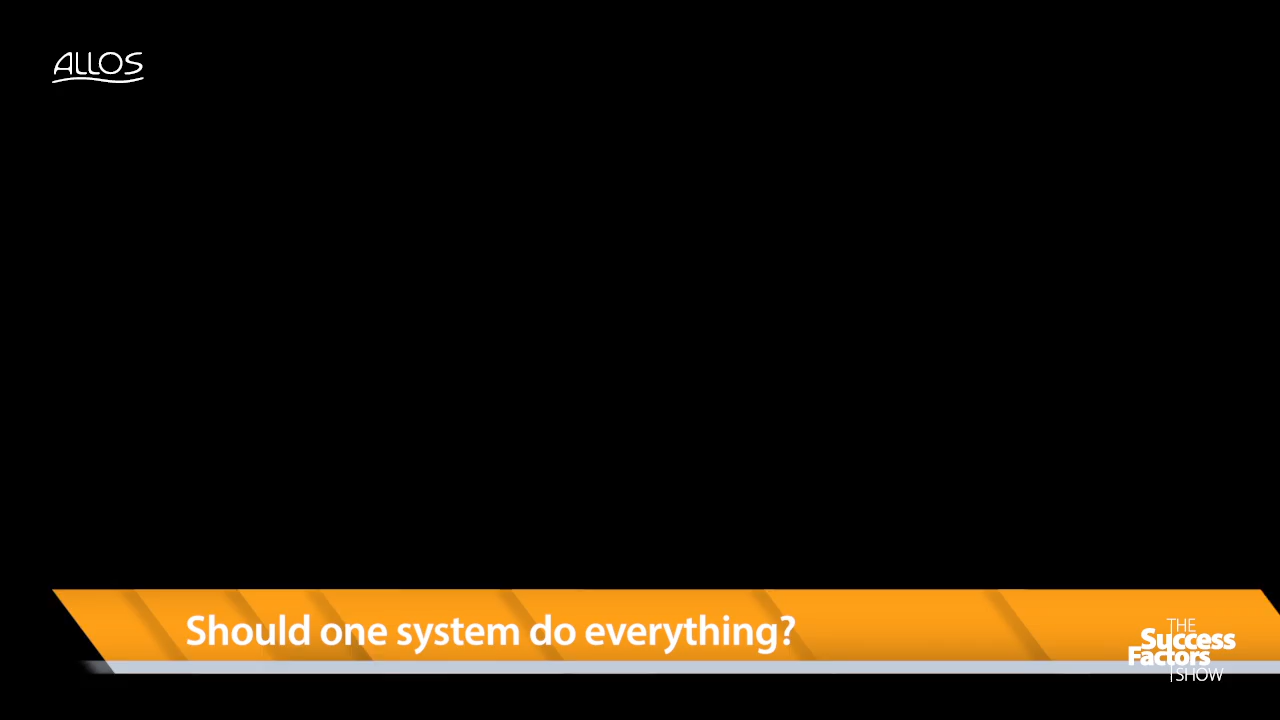 ALLOS
Should one system do everything?
THE
Success
Factors
SHOW